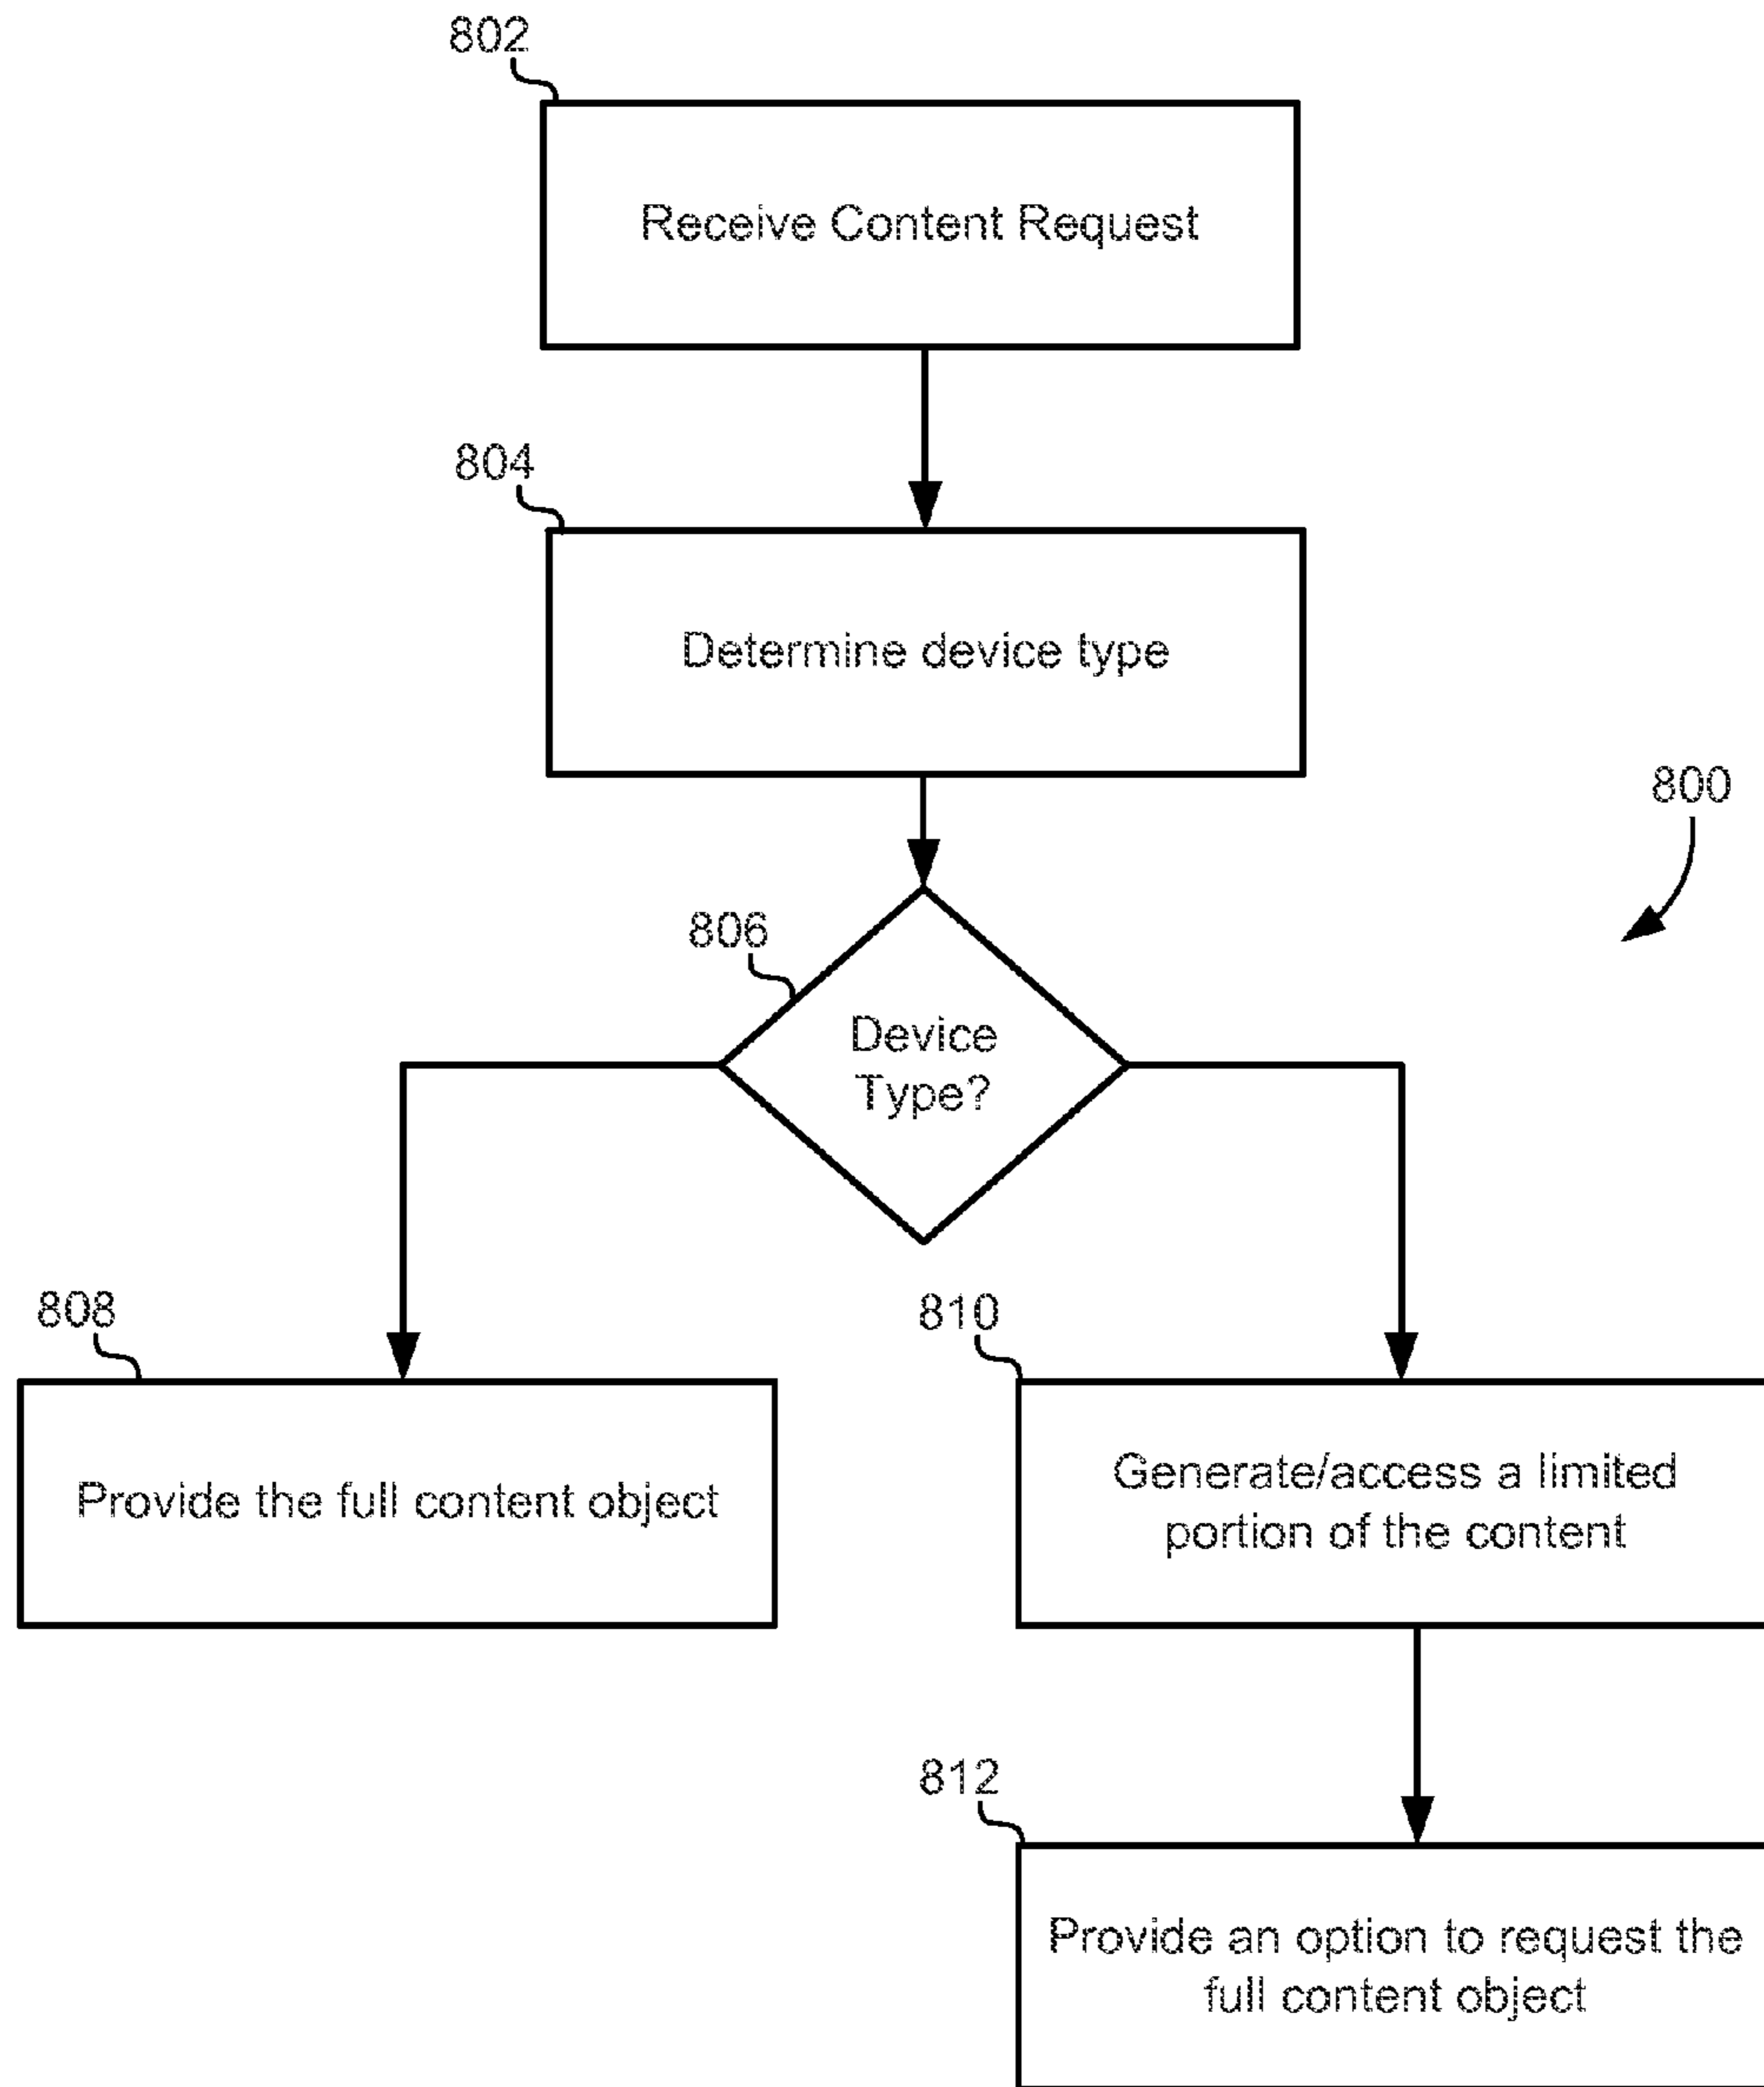 802
Receive Content Request
804
Determine device type
800
806
Device
Type?
808
Provide the full content object
810
Generate/access a limited
portion of the content
812
Provide an option to request the
full content object